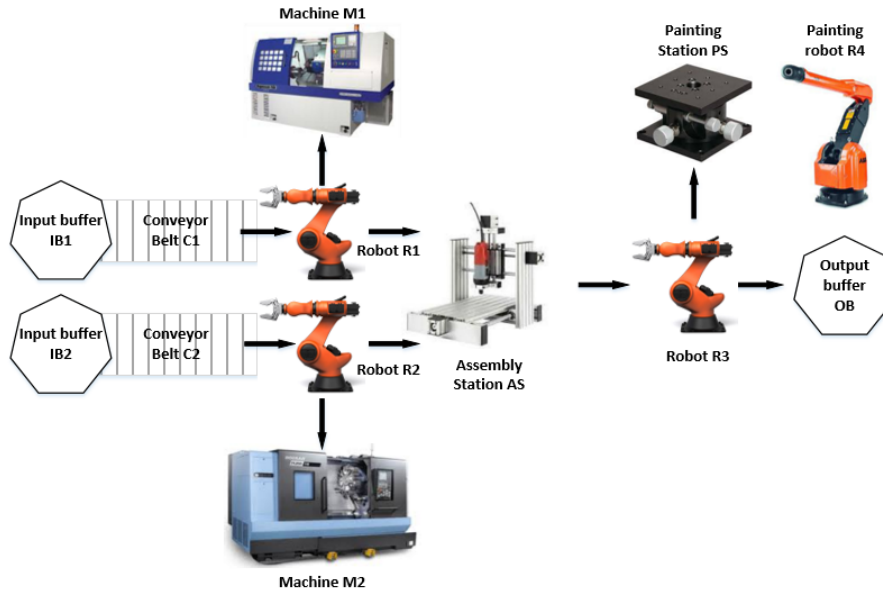 Machine M1
Painting
Station PS
Painting
robot R4
Input buffer
IB1
Conveyor
Belt C1
Robot R1
Output
buffer
OB
Input buffer
IB2
Conveyor
Belt C2
Robot R2
Assembly
Station AS
Robot R3
Machine M2